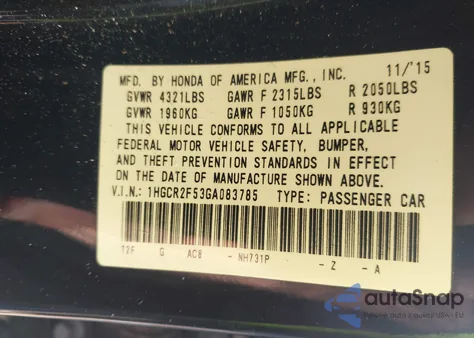 MFD. BY HONDA OF AMERICA MFG., INC. 11/'15
GVWR 4321LBS GAWR F 2315LBS R 2050LBS
GVWR 1960KG GAWR F 1050KG R 930KG
THIS VEHICLE CONFORMS TO ALL APPLICABLE
FEDERAL MOTOR VEHICLE SAFETY, BUMPER,
AND THEFT PREVENTION STANDARDS IN EFFECT
ON THE DATE OF MANUFACTURE SHOWN ABOVE.
V.I.N.: 1HGCR2F53GA083785 TYPE: PASSENGER CAR
T2F G AC8 - NH731P - Z - A
autoSnap